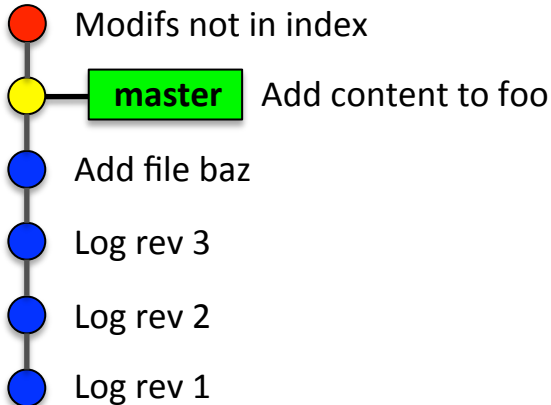 Modifs not in index
master Add content to foo
Add file baz
Log rev 3
Log rev 2
Log rev 1